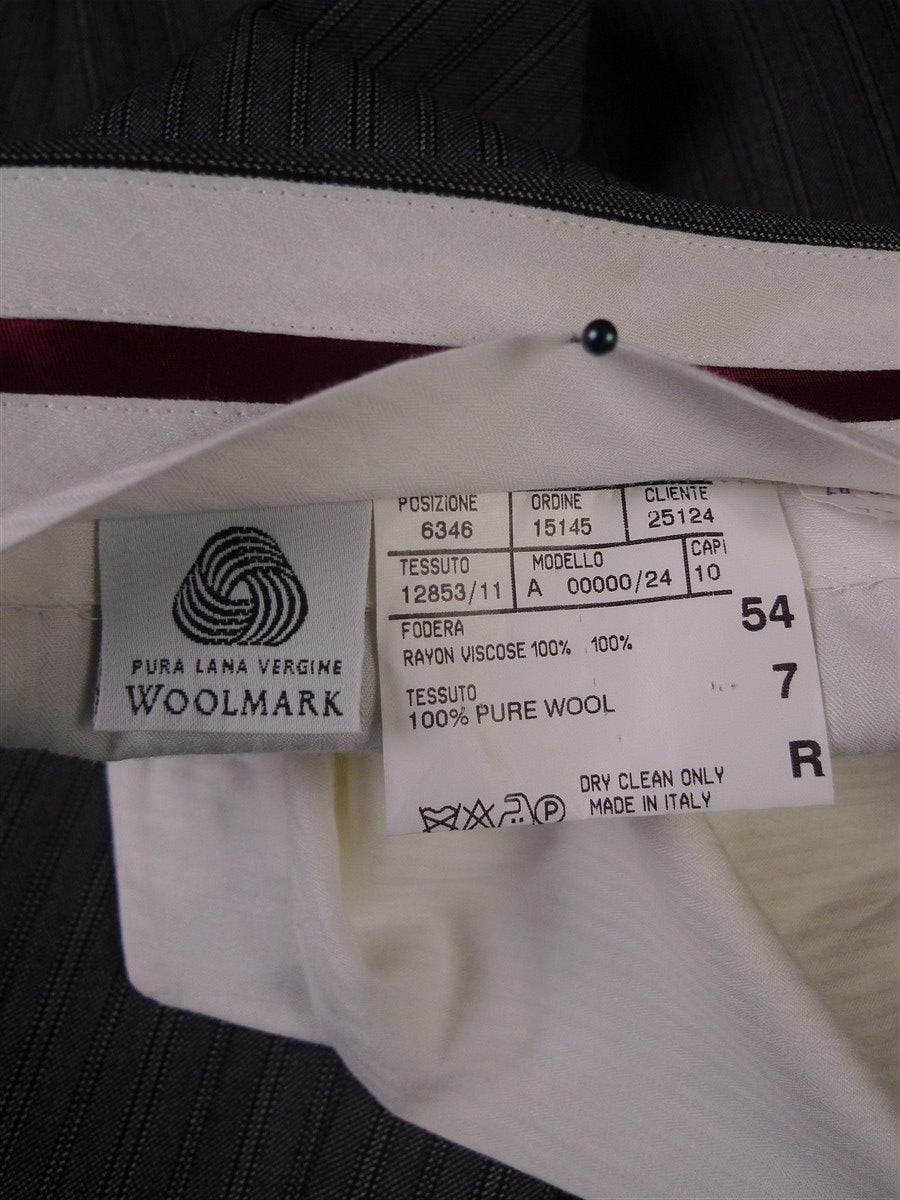 PURA LANA VERGINE
WOOLMARK
POSIZIONE ORDINE CLIENTE
6346 15145 25124
TESSUTO MODELLO CAPI
12853/11 A 00000/24 10
FODERA
RAYON VISCOSE 100% 100%
TESSUTO
100% PURE WOOL
54
7
R
DRY CLEAN ONLY
MADE IN ITALY
P